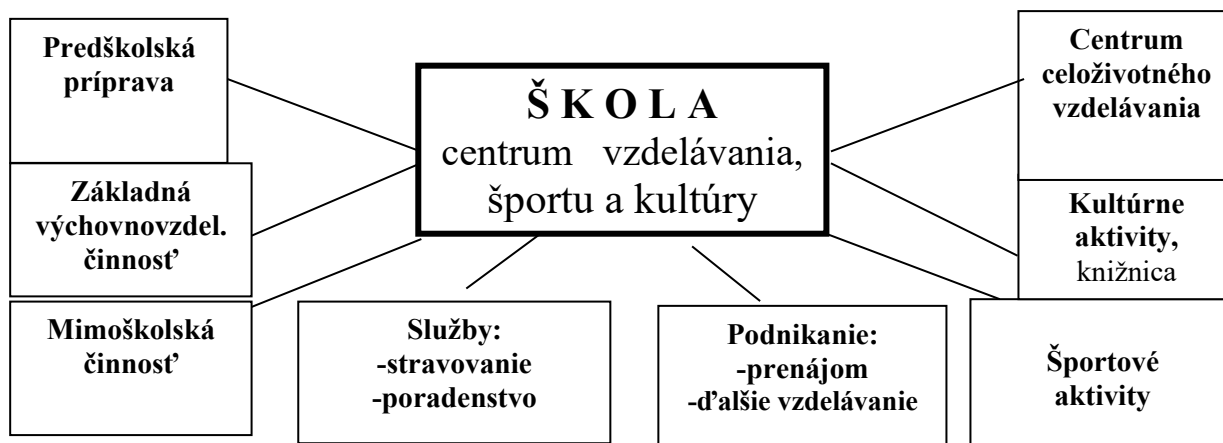 Predškolská
príprava
Š K O L A
centrum vzdelávania,
športu a kultúry
Centrum
celoživotného
vzdelávania
Základná
výchovnovzdel.
činnosť
Kultúrne
aktivity,
knižnica
Mimoškolská
činnosť
Služby:
-stravovanie
-poradenstvo
Podnikanie:
-prenájom
-ďalšie vzdelávanie
Športové
aktivity